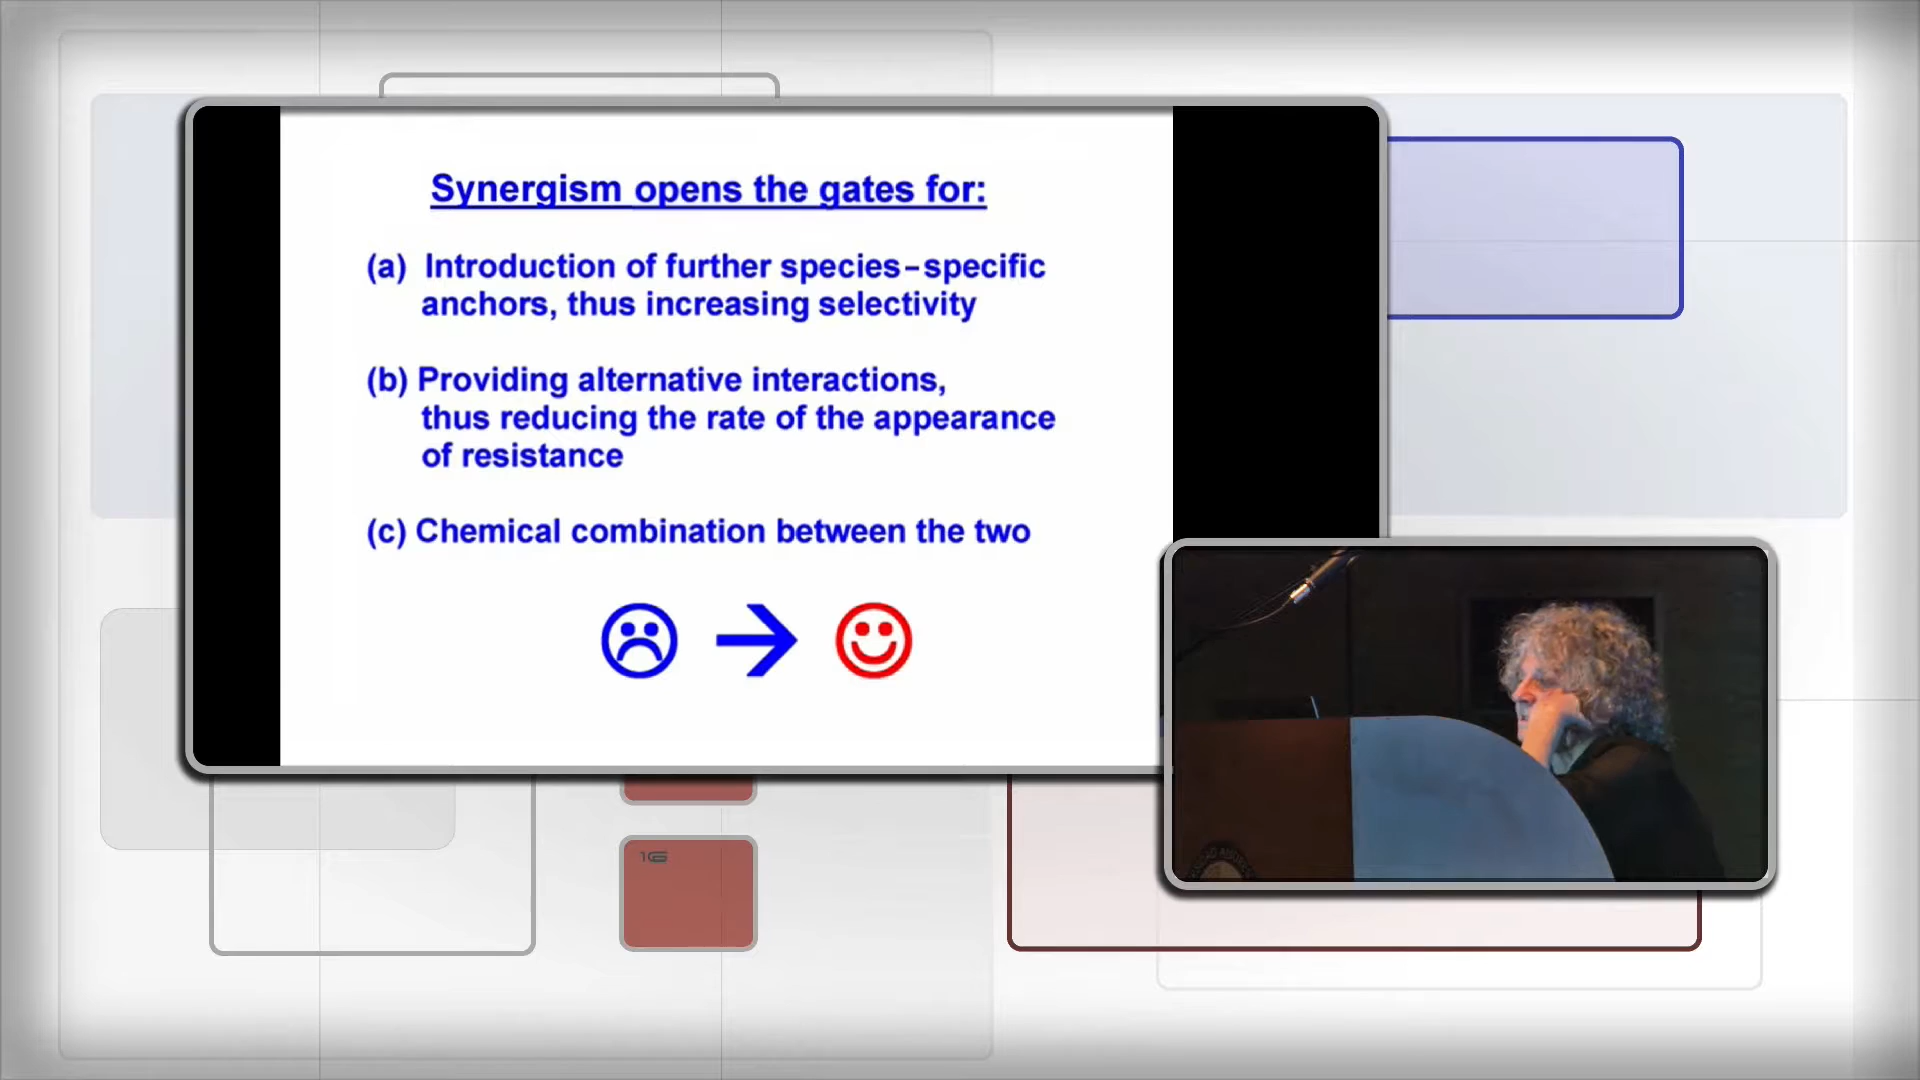 Synergism opens the gates for:
(a) Introduction of further species-specific
anchors, thus increasing selectivity
(b) Providing alternative interactions,
thus reducing the rate of the appearance
of resistance
(c) Chemical combination between the two